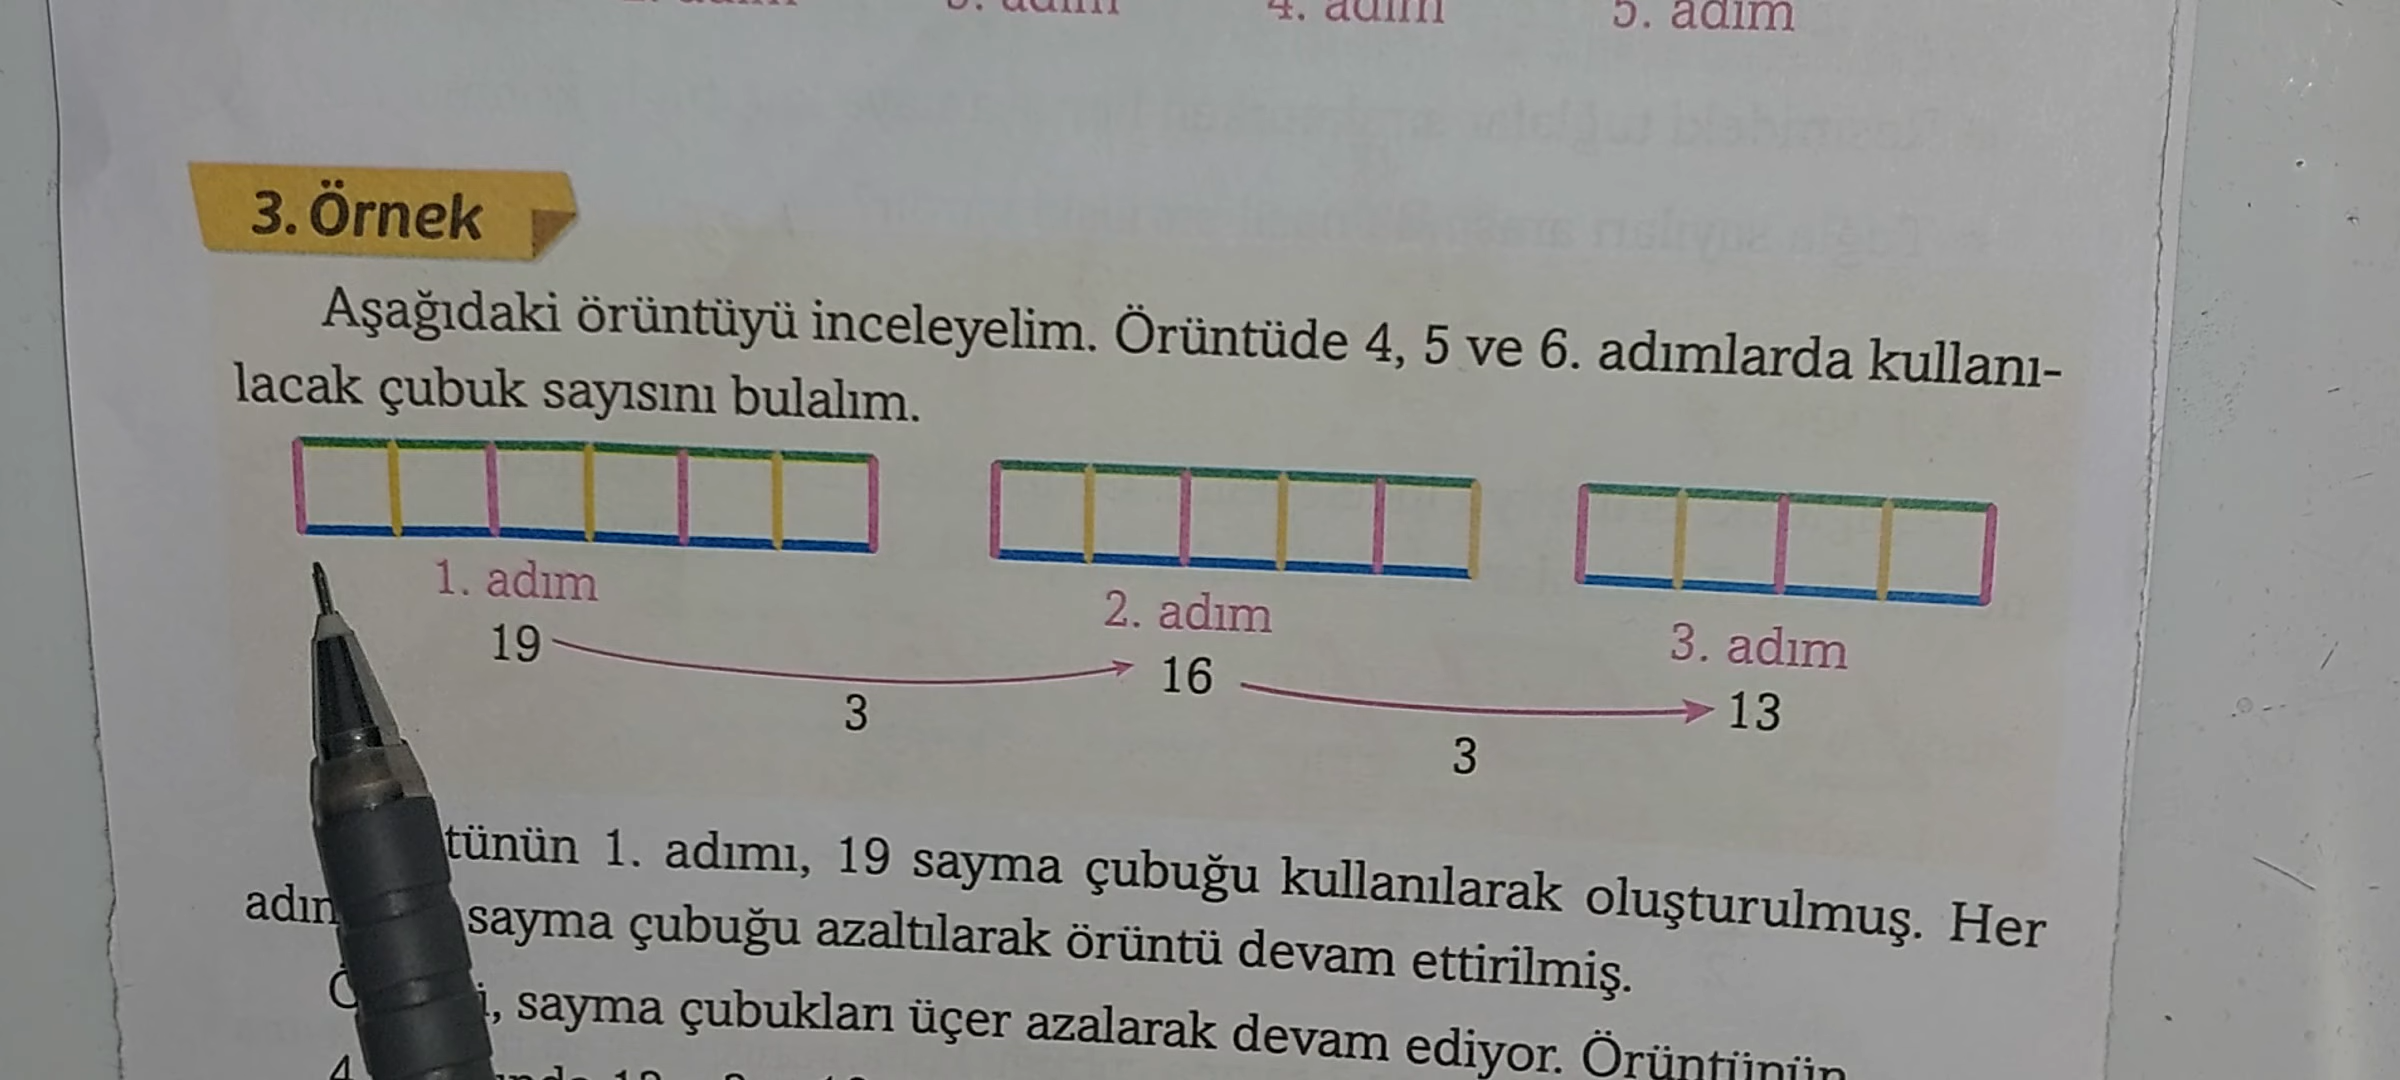 5. adım
3. Örnek
Aşağıdaki örüntüyü inceleyelim. Örüntüde 4, 5 ve 6. adımlarda kullanı-
lacak çubuk sayısını bulalım.
1. adım
2. adım
3. adım
19
16
13
3
3
tünün 1. adımı, 19 sayma çubuğu kullanılarak oluşturulmuş. Her
sayma çubuğu azaltılarak örüntü devam ettirilmiş.
sayma çubukları üçer azalarak devam ediyor. Örüntünün